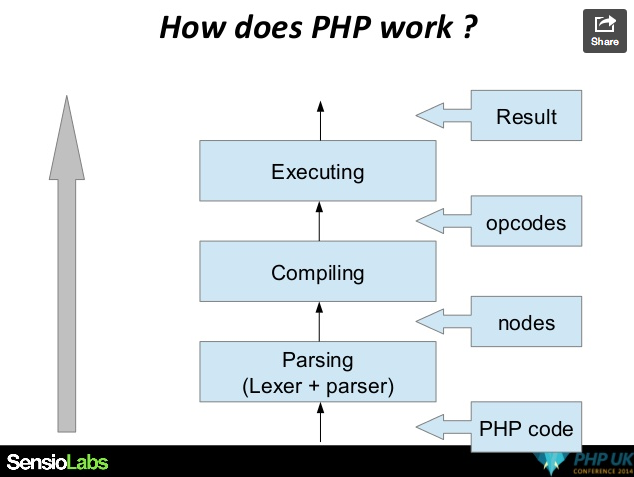 How does PHP work ?
Share
Result
Executing
opcodes
Compiling
nodes
Parsing
(Lexer + parser)
PHP code
SensioLabs
PHP UK
CONFERENCE 2014